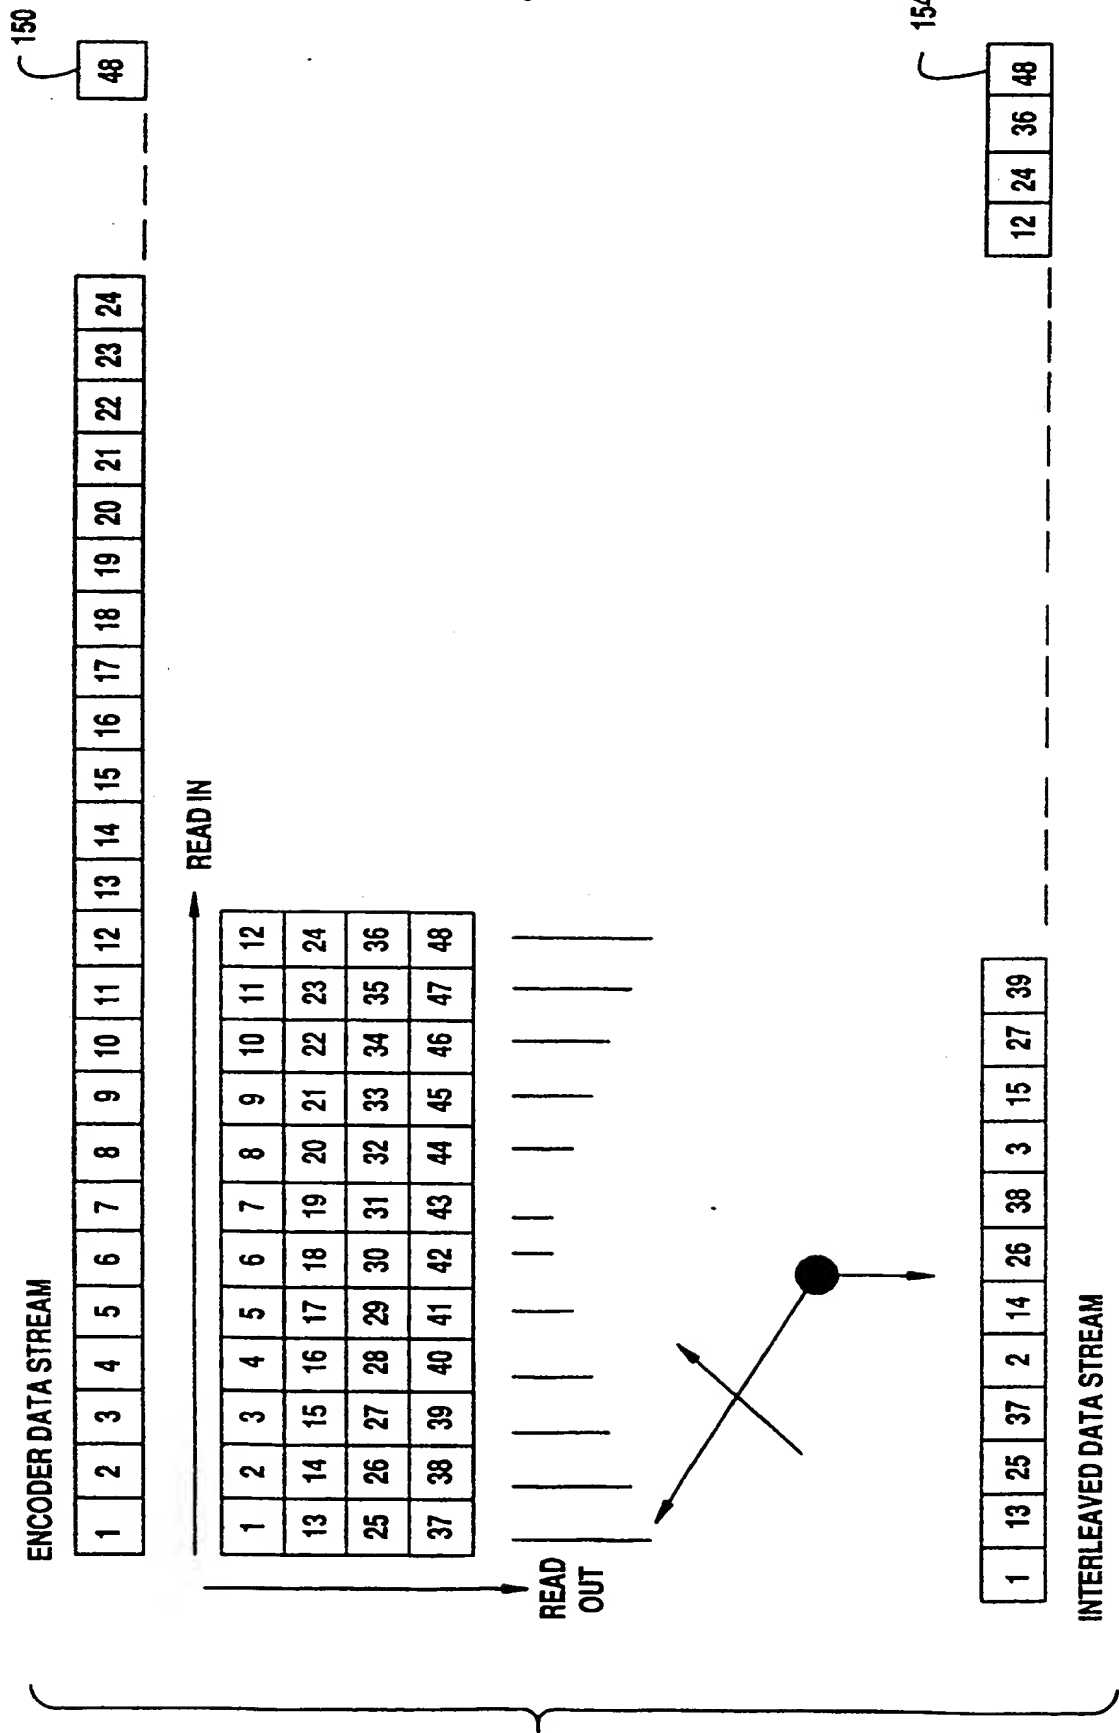 150
ENCODER DATA STREAM
1 2 3 4 5 6 7 8 9 10 11 12 13 14 15 16 17 18 19 20 21 22 23 24 48
READ IN
1 2 3 4 5 6 7 8 9 10 11 12
13 14 15 16 17 18 19 20 21 22 23 24
25 26 27 28 29 30 31 32 33 34 35 36
37 38 39 40 41 42 43 44 45 46 47 48
READ
OUT
154
1 13 25 37 2 14 26 38 3 15 27 39 12 24 36 48
INTERLEAVED DATA STREAM